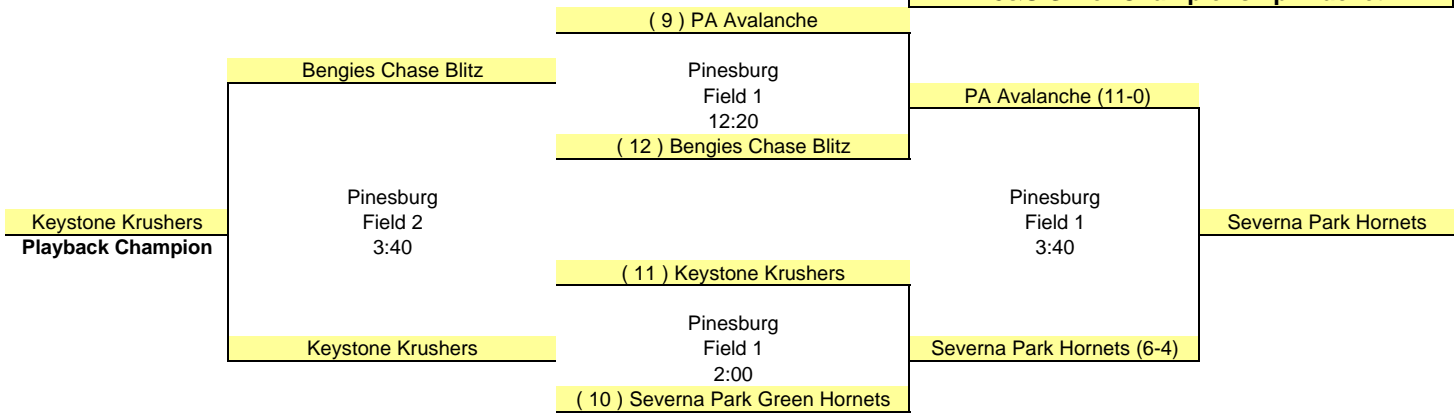 ( 9 ) PA Avalanche
Bengies Chase Blitz
Pinesburg
Field 1
12:20
PA Avalanche (11-0)
( 12 ) Bengies Chase Blitz
Keystone Krushers
Playback Champion
Pinesburg
Field 2
3:40
Pinesburg
Field 1
3:40
Severna Park Hornets
( 11 ) Keystone Krushers
Keystone Krushers
Pinesburg
Field 1
2:00
Severna Park Hornets (6-4)
( 10 ) Severna Park Green Hornets